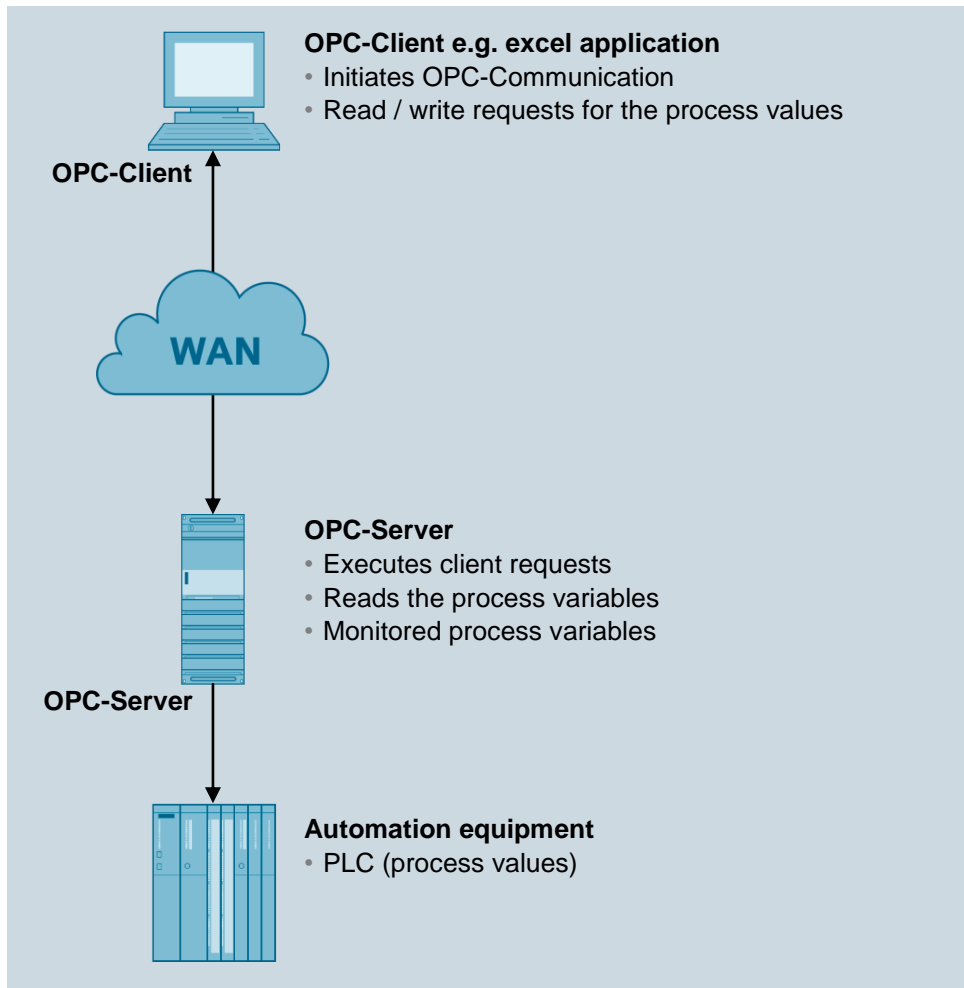 OPC-Client e.g. excel application
• Initiates OPC-Communication
• Read / write requests for the process values
OPC-Client
WAN
OPC-Server
• Executes client requests
• Reads the process variables
• Monitored process variables
OPC-Server
Automation equipment
• PLC (process values)